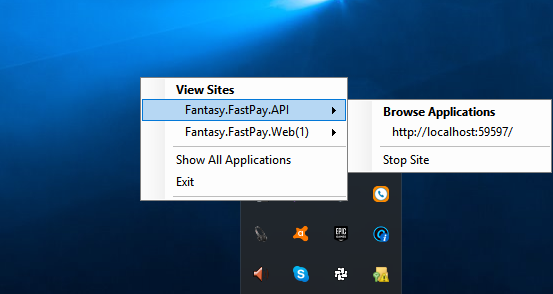 View Sites
Fantasy.FastPay.API
Fantasy.FastPay.Web(1)
Show All Applications
Exit
Browse Applications
http://localhost:59597/
Stop Site
EPIC